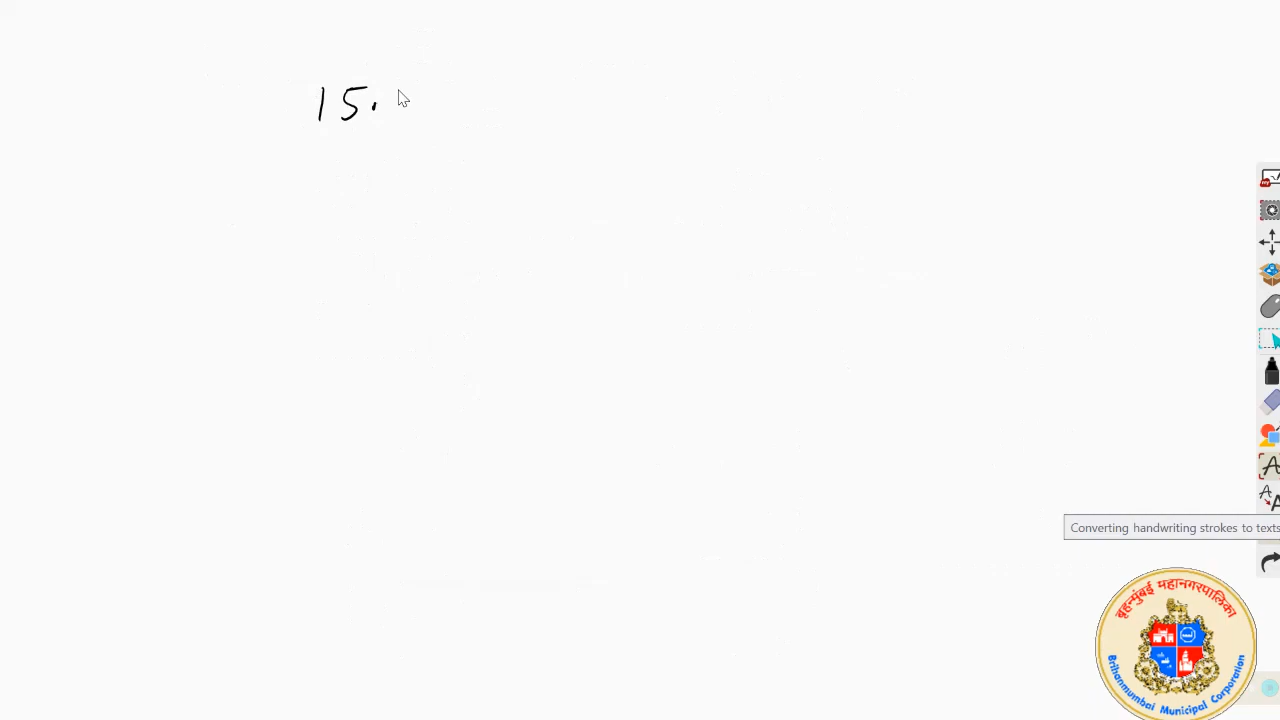 15.
Converting handwriting strokes to texts
बृहन्मुंबई महानगरपालिका
Brihanmumbai Municipal Corporation